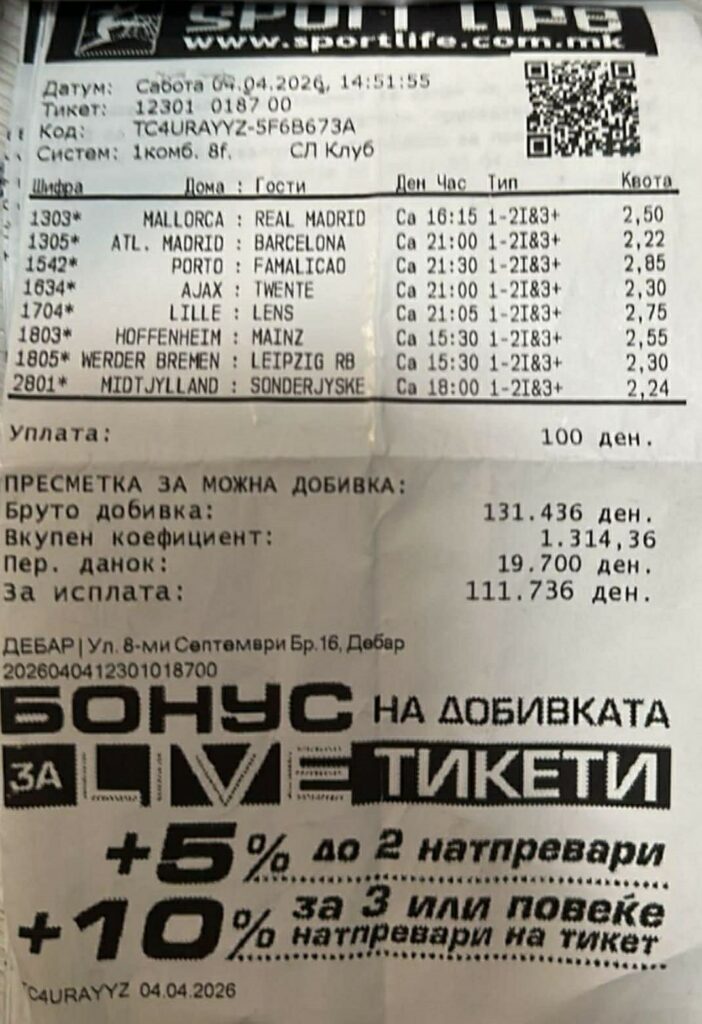 SPORT LIFE
www.sportlife.com.mk
Датум: Сабота 04.04.2026, 14:51:55
Тикет: 12301 0187 00
Код: TC4URAYYZ-5F6B673A
Систем: 1комб. 8f. СЛ Клуб
Шифра Дома : Гости Ден Час Тип Квота
1303* MALLORCA : REAL MADRID Са 16:15 1-2I&3+ 2,50
1305* ATL. MADRID : BARCELONA Са 21:00 1-2I&3+ 2,22
1542* PORTO : FAMALICAO Са 21:30 1-2I&3+ 2,85
1634* AJAX : TWENTE Са 21:00 1-2I&3+ 2,30
1704* LILLE : LENS Са 21:05 1-2I&3+ 2,75
1803* HOFFENHEIM : MAINZ Са 15:30 1-2I&3+ 2,55
1805* WERDER BREMEN : LEIPZIG RB Са 15:30 1-2I&3+ 2,30
2801* MIDTJYLLAND : SONDERJYSKE Са 18:00 1-2I&3+ 2,24
Уплата: 100 ден.
ПРЕСМЕТКА ЗА МОЖНА ДОБИВКА:
Бруто добивка: 131.436 ден.
Вкупен коефициент: 1.314,36
Пер. данок: 19.700 ден.
За исплата: 111.736 ден.
ДЕБАР | Ул. 8-ми Септември Бр.16, Дебар
2026040412301018700
БОНУС НА ДОБИВКАТА
ЗА LIVE ТИКЕТИ
+5% до 2 натпревари
+10% за 3 или повеќе
натпревари на тикет
TC4URAYYZ 04.04.2026